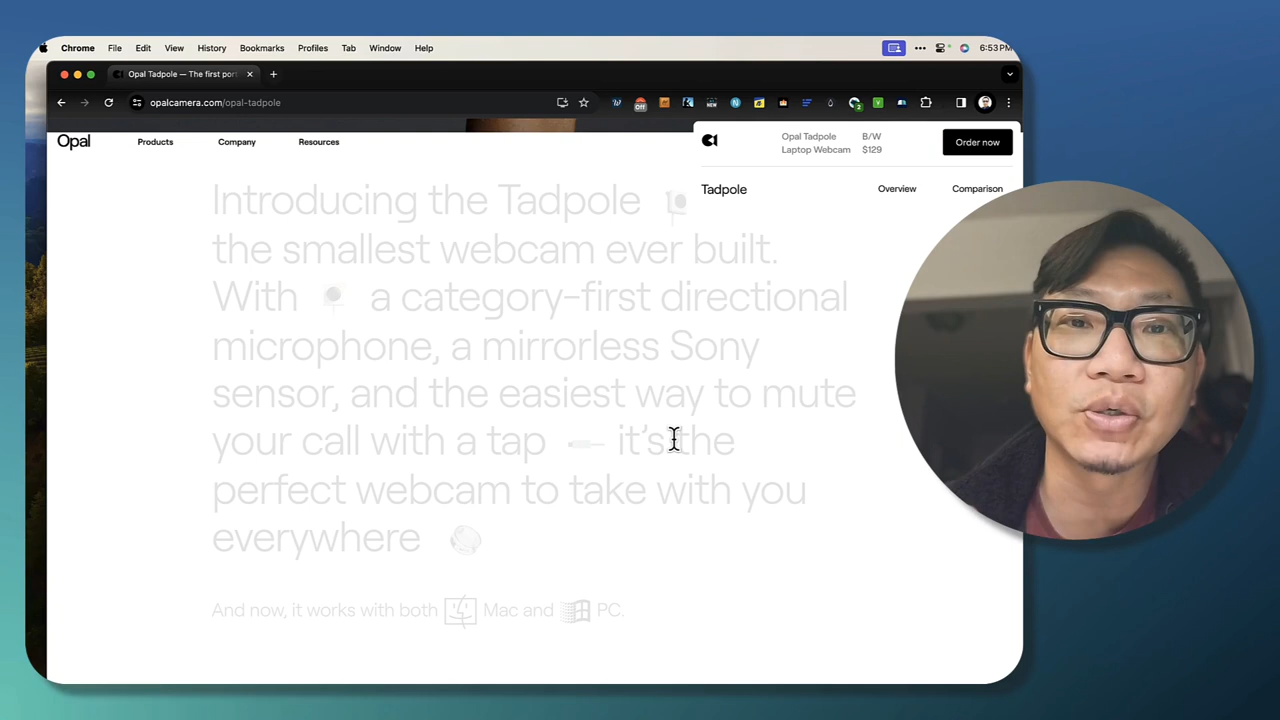 Chrome File Edit View History Bookmarks Profiles Tab Window Help 6:53 PM
Opal Tadpole — The first port
opalcamera.com/opal-tadpole
Off
NEW
2
Opal Products Company Resources
Opal Tadpole B/W
Laptop Webcam $129
Order now
Tadpole Overview Comparison
Introducing the Tadpole
the smallest webcam ever built.
With a category-first directional
microphone, a mirrorless Sony
sensor, and the easiest way to mute
your call with a tap it's the
perfect webcam to take with you
everywhere
And now, it works with both Mac and PC.